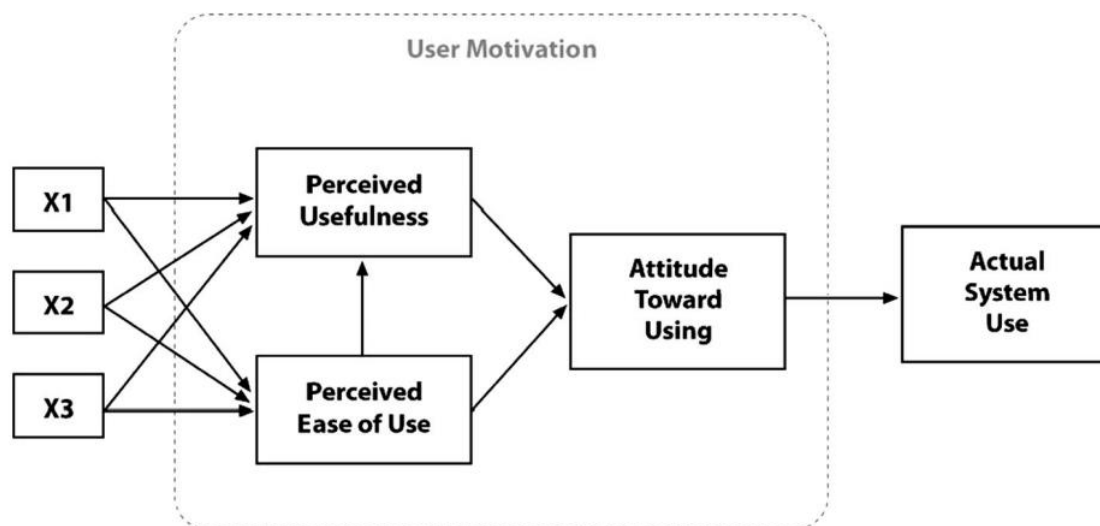 User Motivation
X1
X2
X3
Perceived
Usefulness
Perceived
Ease of Use
Attitude
Toward
Using
Actual
System
Use